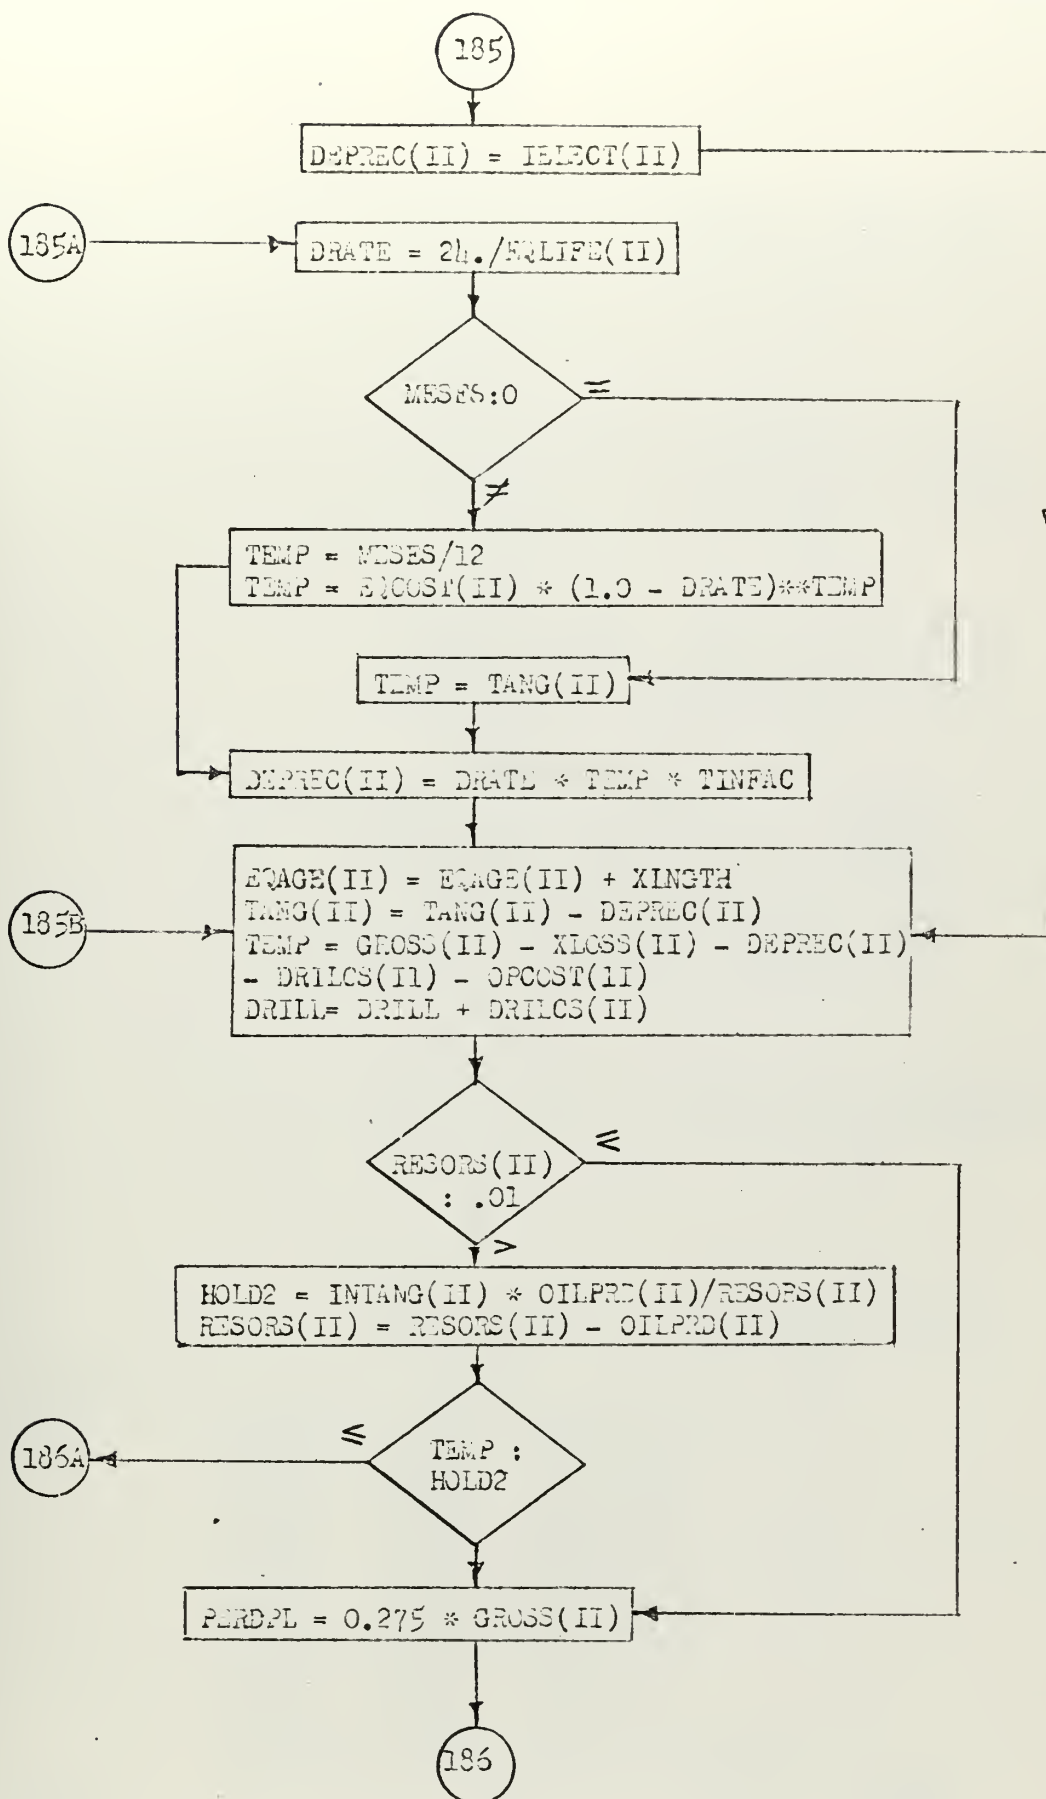 185
DEPREC(II) = IELECT(II)
185A
DRATE = 24./EQLIFE(II)
MESES:0
=
≠
TEMP = MESES/12
TEMP = EQCOST(II) * (1.0 - DRATE)**TEMP
TEMP = TANG(II)
DEPREC(II) = DRATE * TEMP * TINFAC
185B
EQAGE(II) = EQAGE(II) + XLNGTH
TANG(II) = TANG(II) - DEPREC(II)
TEMP = GROSS(II) - XLOSS(II) - DEPREC(II)
- DRILCS(II) - OPCOST(II)
DRILL= DRILL + DRILCS(II)
RESORS(II)
: .01
≤
>
HOLD2 = INTANG(II) * OILPRD(II)/RESORS(II)
RESORS(II) = RESORS(II) - OILPRD(II)
186A
≤
TEMP :
HOLD2
PERDPL = 0.275 * GROSS(II)
186